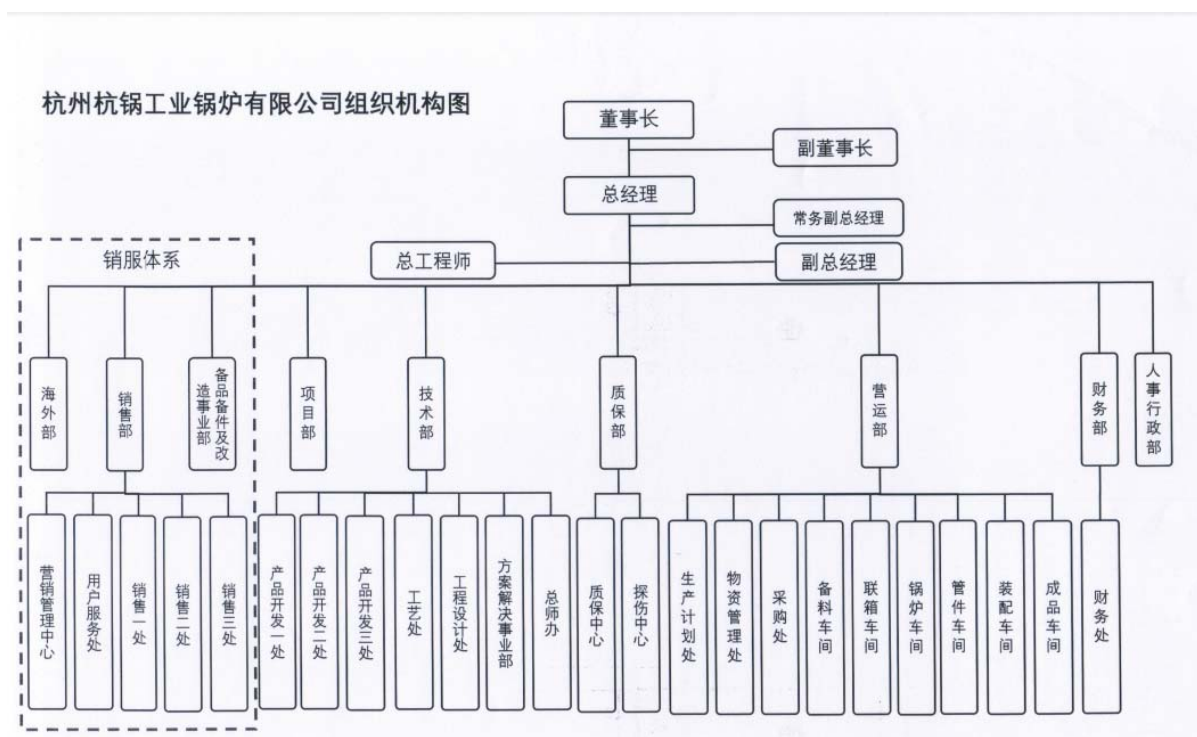 杭州杭锅工业锅炉有限公司组织机构图
董事长
副董事长
总经理
常务副总经理
总工程师
副总经理
销服体系
海外部
销售部
备品备件及改
造事业部
项目部
技术部
质保部
营运部
财务部
人事行政部
营销管理中心
用户服务处
销售一处
销售二处
销售三处
产品开发一处
产品开发二处
产品开发三处
工艺处
工程设计处
方案解决事业部
总师办
质保中心
探伤中心
生产计划处
物资管理处
采购处
备料车间
联箱车间
锅炉车间
管件车间
装配车间
成品车间
财务处